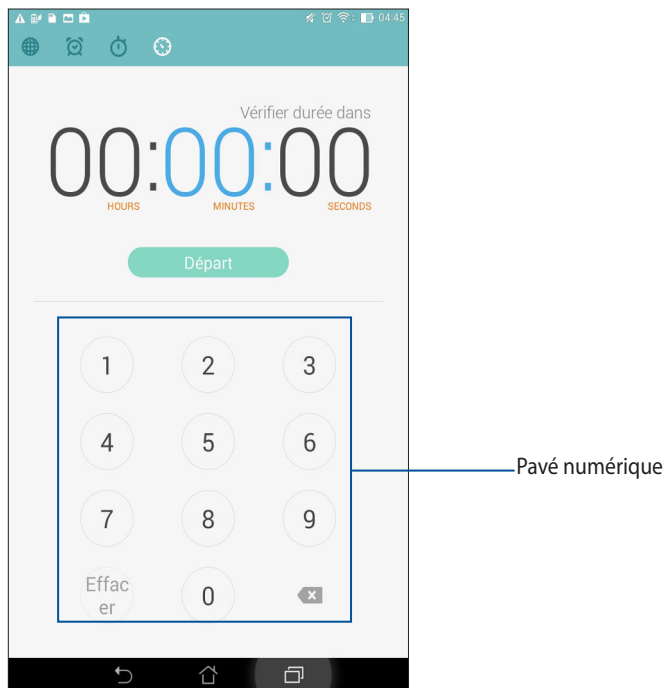 04:45
Vérifier durée dans
00:00:00
HOURS MINUTES SECONDS
Départ
1 2 3
4 5 6
Pavé numérique
7 8 9
Effac
er
0